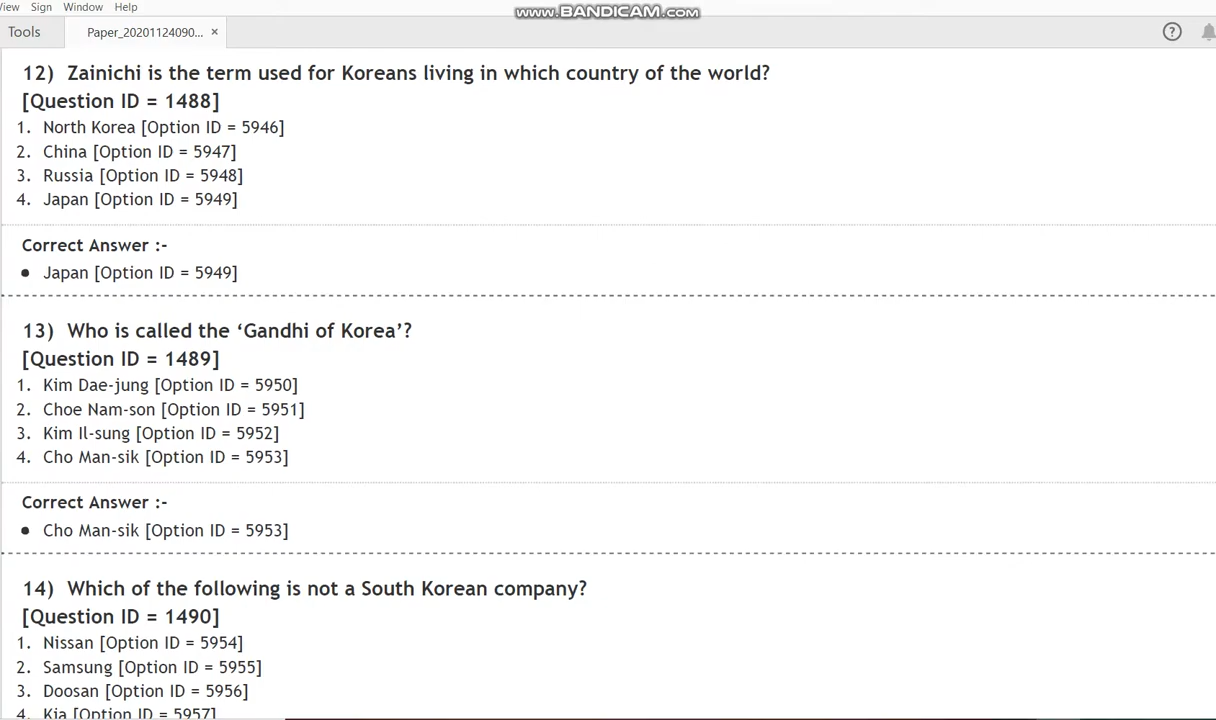 View Sign Window Help
www.BANDICAM.com
Tools Paper_20201124090... ×
12) Zainichi is the term used for Koreans living in which country of the world?
[Question ID = 1488]
1. North Korea [Option ID = 5946]
2. China [Option ID = 5947]
3. Russia [Option ID = 5948]
4. Japan [Option ID = 5949]
Correct Answer :-
• Japan [Option ID = 5949]
13) Who is called the ‘Gandhi of Korea’?
[Question ID = 1489]
1. Kim Dae-jung [Option ID = 5950]
2. Choe Nam-son [Option ID = 5951]
3. Kim Il-sung [Option ID = 5952]
4. Cho Man-sik [Option ID = 5953]
Correct Answer :-
• Cho Man-sik [Option ID = 5953]
14) Which of the following is not a South Korean company?
[Question ID = 1490]
1. Nissan [Option ID = 5954]
2. Samsung [Option ID = 5955]
3. Doosan [Option ID = 5956]
4. Kia [Option ID = 5957]